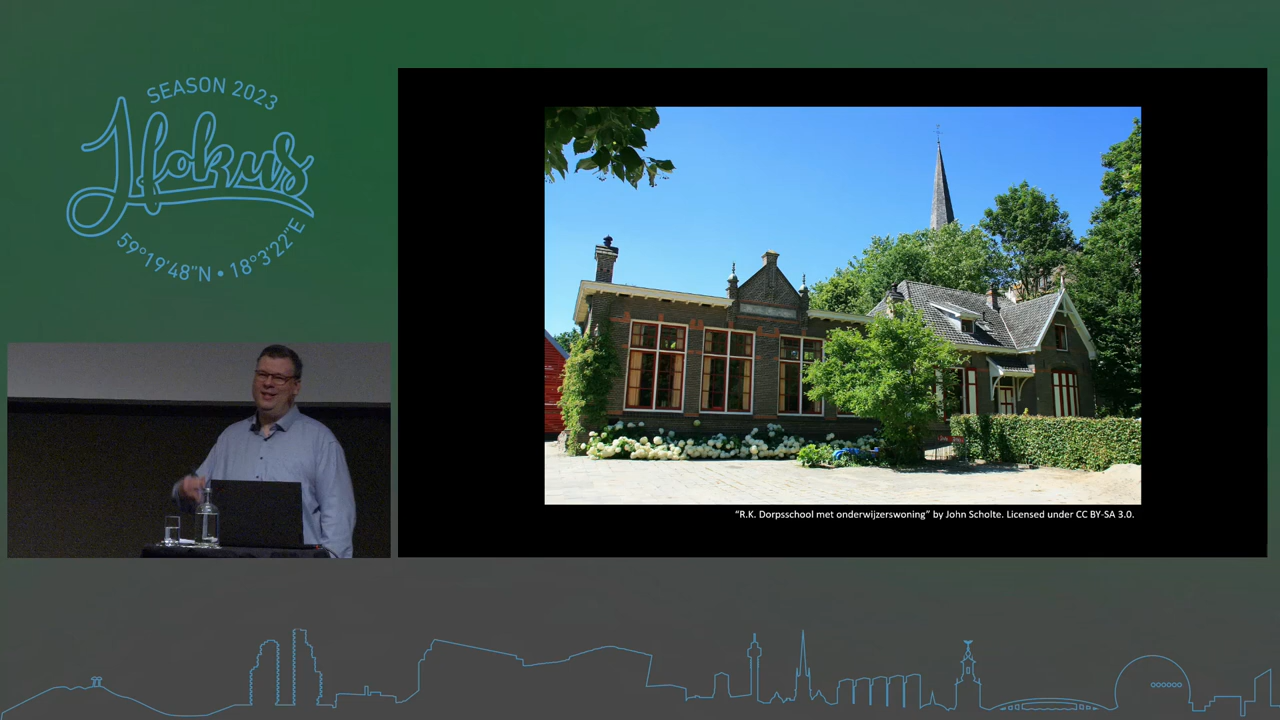 SEASON 2023
Hokus
59°19'48"N • 18°3'22"E
"R.K. Dorpsschool met onderwijzerswoning" by John Scholte. Licensed under CC BY-SA 3.0.